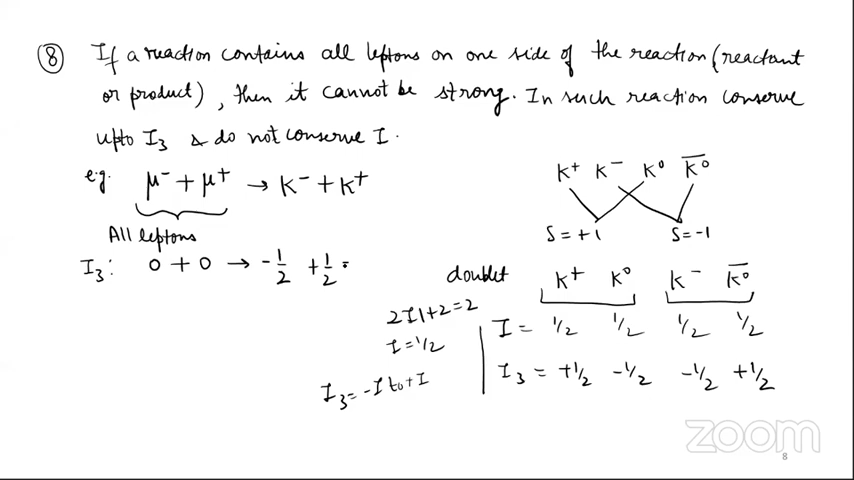 ⑧ If a reaction contains all leptons on one side of the reaction (reactant
or product), then it cannot be strong. In such reaction conserve
upto I₃ & do not conserve I.
e.g. μ⁻ + μ⁺ → K⁻ + K⁺
All leptons
I₃: 0 + 0 → -1/2 +1/2
K⁺ K⁻ K⁰ K̅⁰
S = +1 S = -1
doublet K⁺ K⁰ K⁻ K̅⁰
2I1+2=2
I = 1/2
I₃ = -I to +I
I = 1/2 1/2 1/2 1/2
I₃ = +1/2 -1/2 -1/2 +1/2
zoom
8